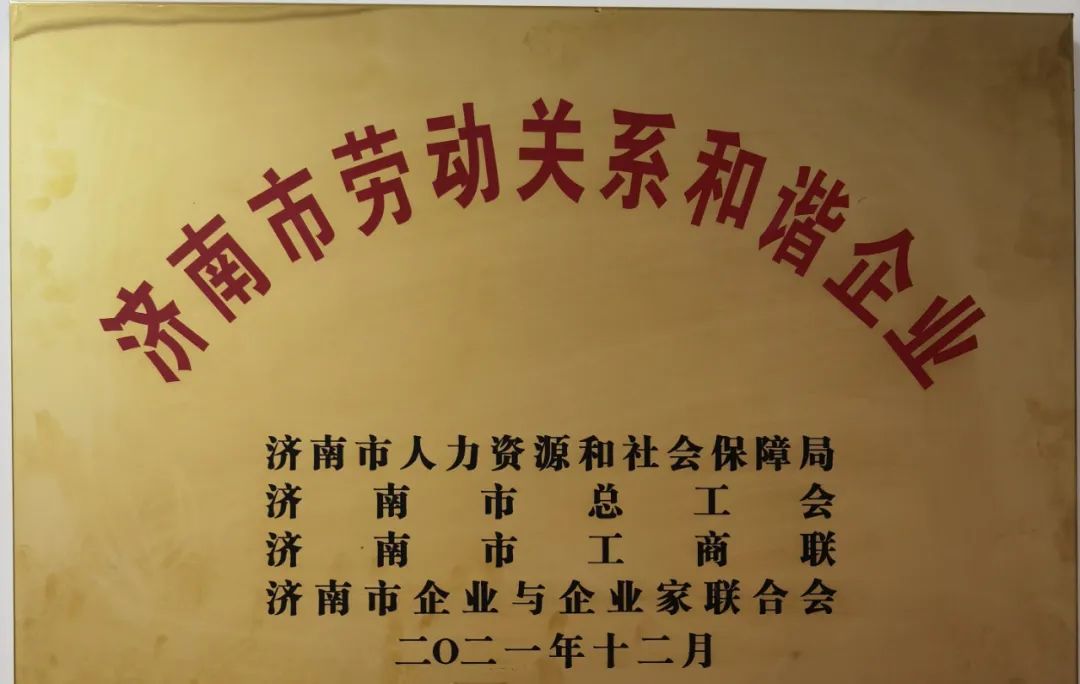 济南市劳动关系和谐企业
济南市人力资源和社会保障局
济南市总工会
济南市工商联
济南市企业与企业家联合会
二O二一年十二月